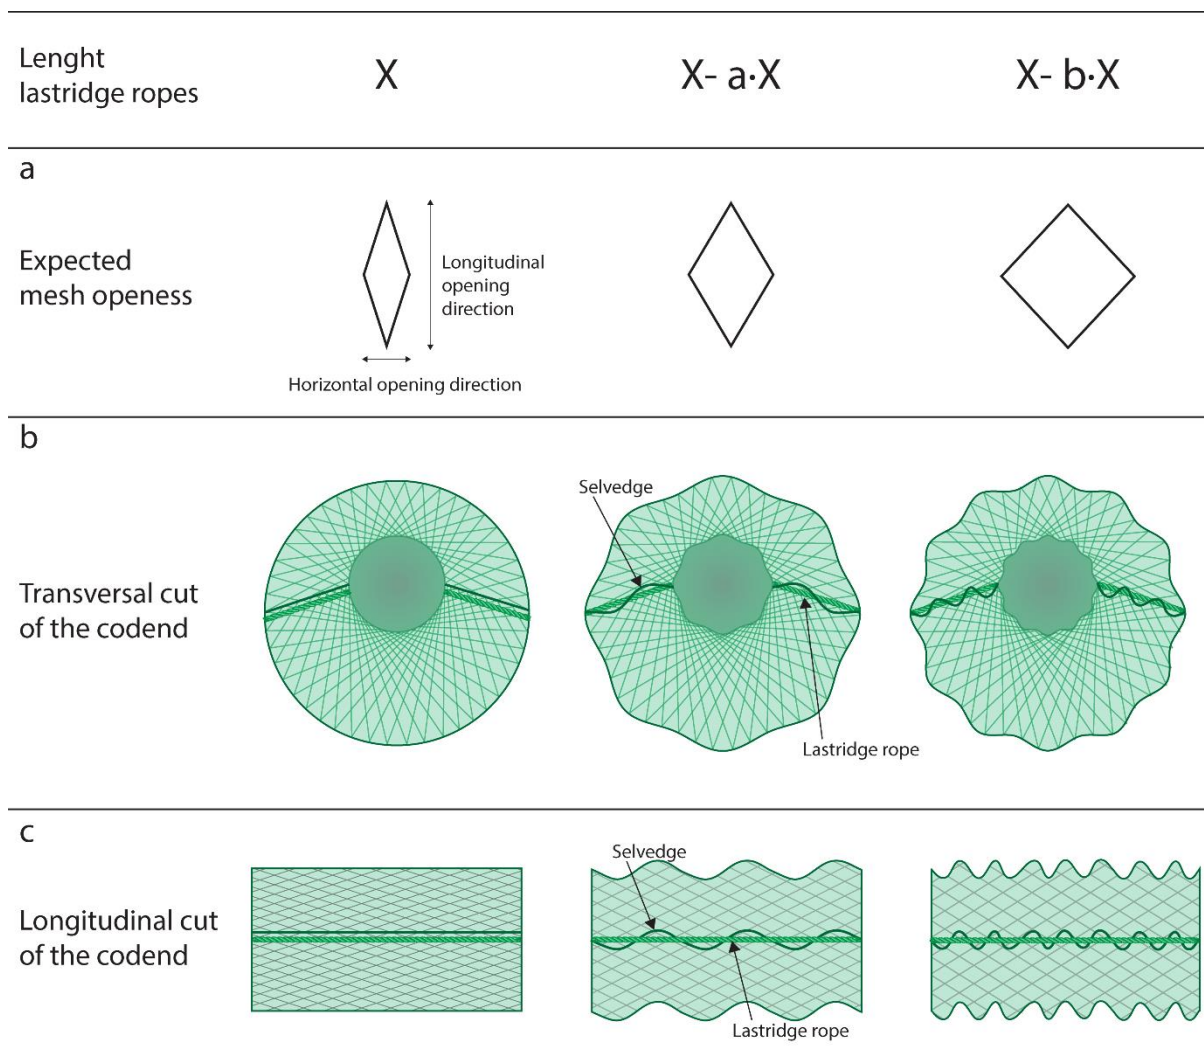 Lenght
lastridge ropes
X
X- a·X
X- b·X
a
Expected
mesh openess
Longitudinal
opening
direction
Horizontal opening direction
b
Transversal cut
of the codend
Selvedge
Lastridge rope
c
Longitudinal cut
of the codend
Selvedge
Lastridge rope